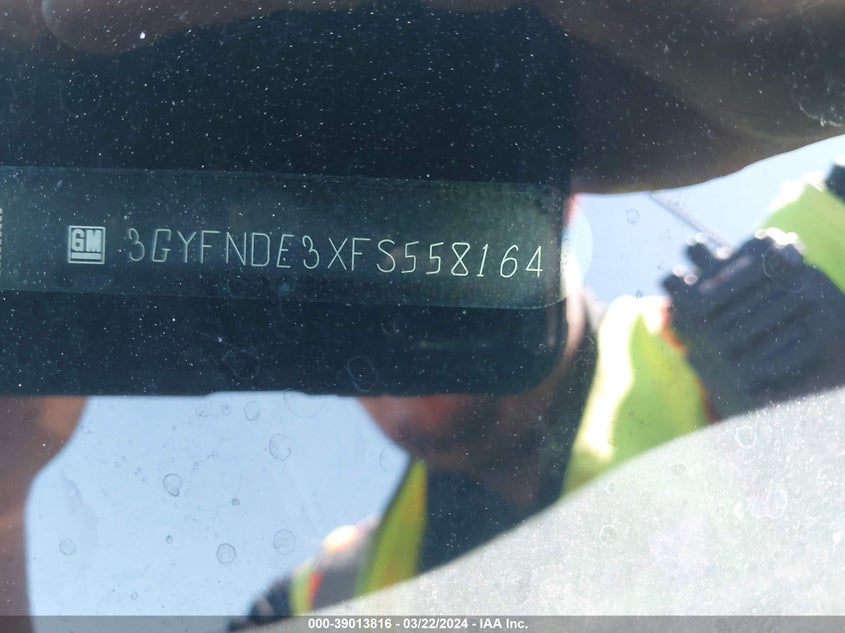 GM 3GYFNDE3XFS558164
000-39013816 - 03/22/2024 - IAA Inc.